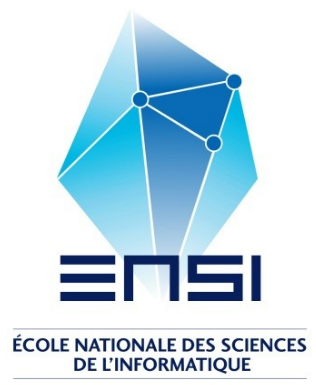 ENSI
ÉCOLE NATIONALE DES SCIENCES
DE L'INFORMATIQUE